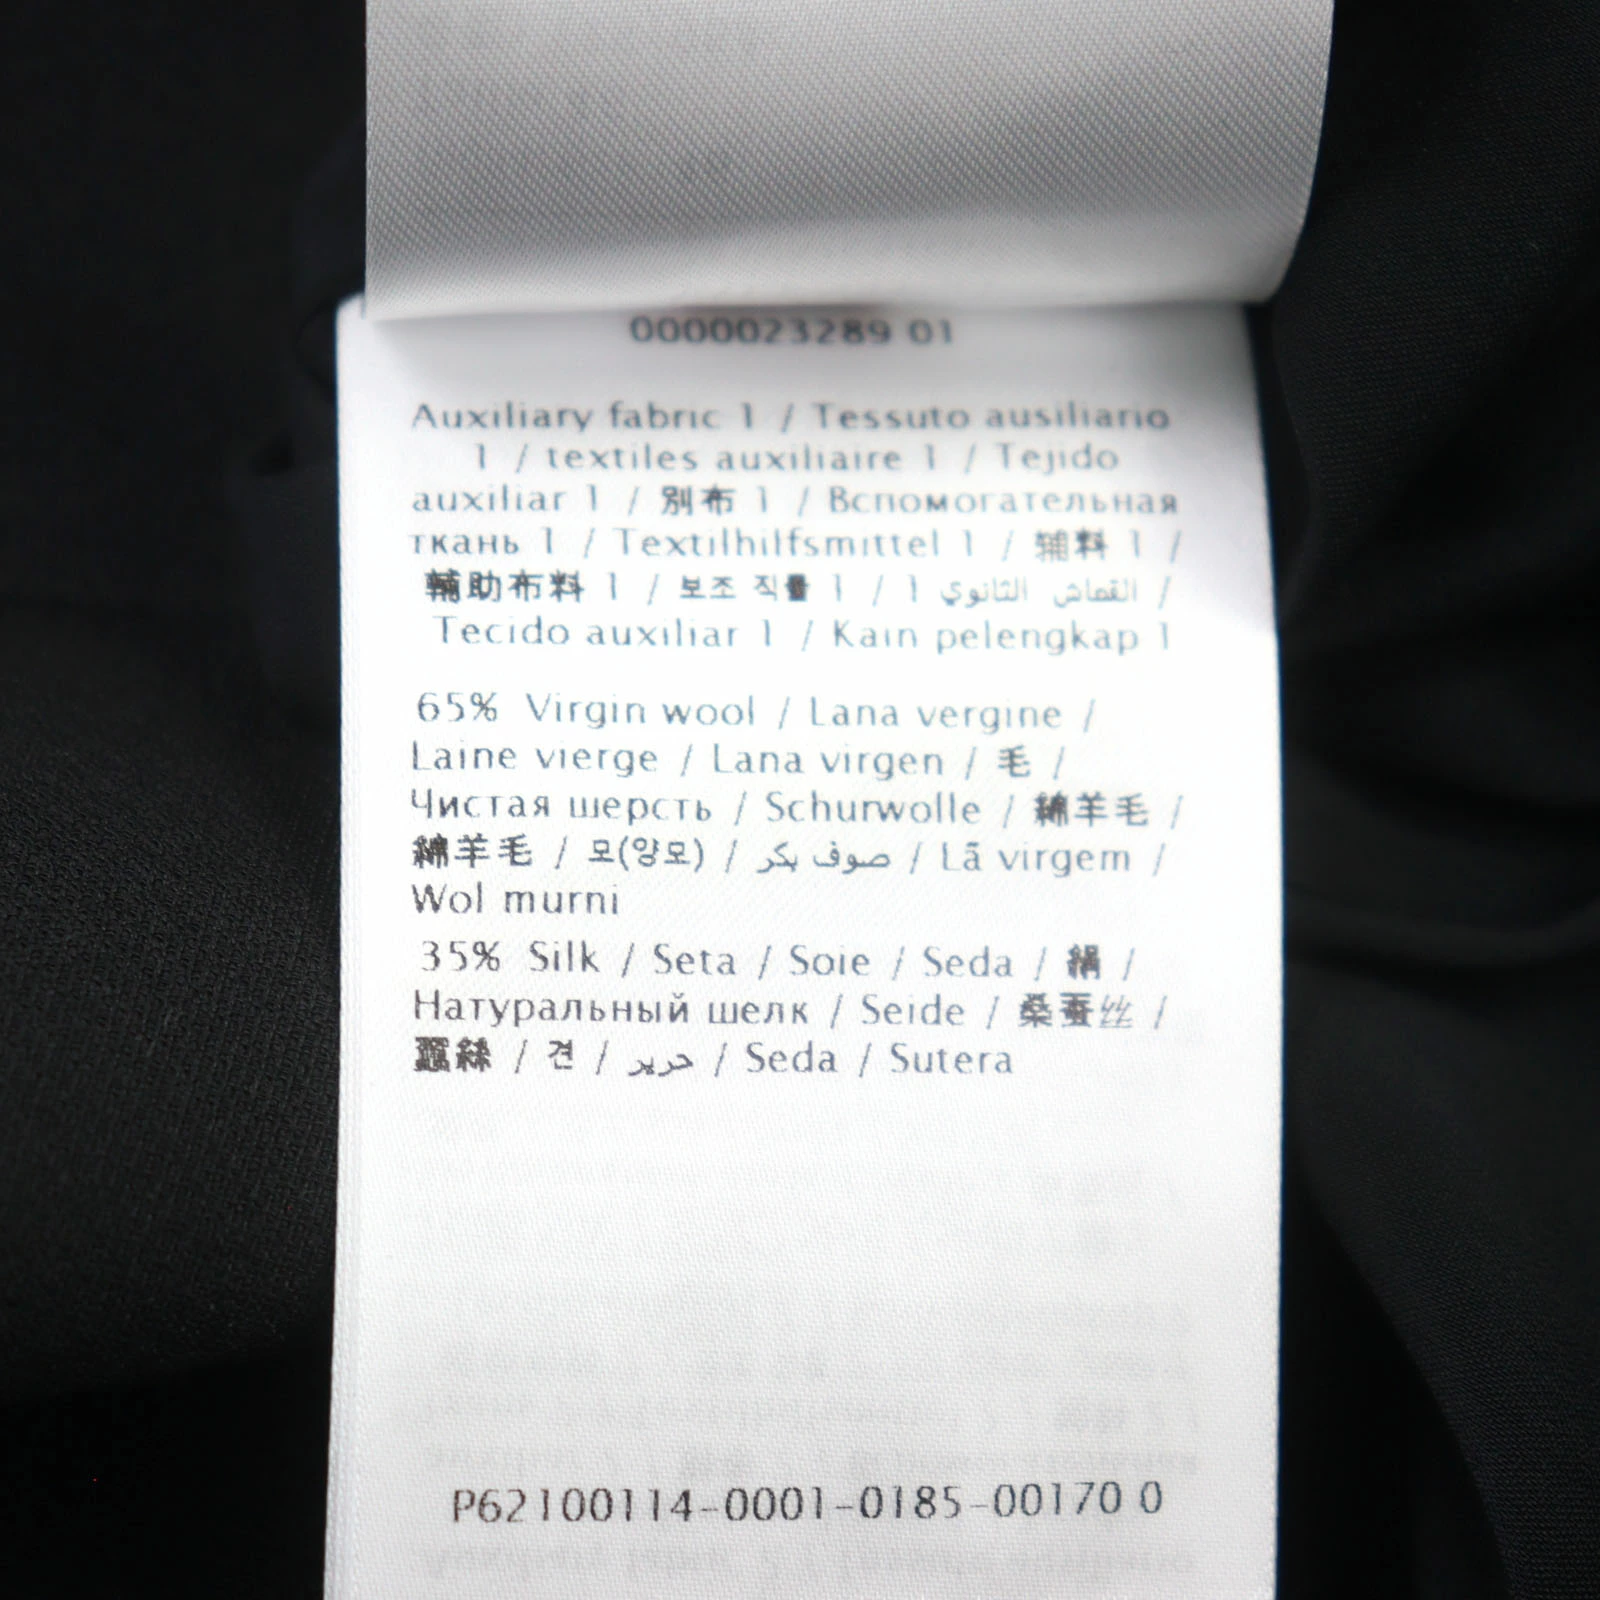 0000023289 01
Auxiliary fabric 1 / Tessuto ausiliario
1 / textiles auxiliaire 1 / Tejido
auxiliar 1 / 別布 1 / Вспомогательная
ткань 1 / Textilhilfsmittel 1 / 辅料 1 /
輔助布料 1 / 보조 직물 1 / القماش الثانوي 1 /
Tecido auxiliar 1 / Kain pelengkap 1
65% Virgin wool / Lana vergine /
Laine vierge / Lana virgen / 毛 /
Чистая шерсть / Schurwolle / 綿羊毛 /
綿羊毛 / 모(양모) / صوف بكر / Lã virgem /
Wol murni
35% Silk / Seta / Soie / Seda / 絹 /
Натуральный шелк / Seide / 桑蚕丝 /
蠶絲 / 견 / حرير / Seda / Sutera
P62100114-0001-0185-00170 0